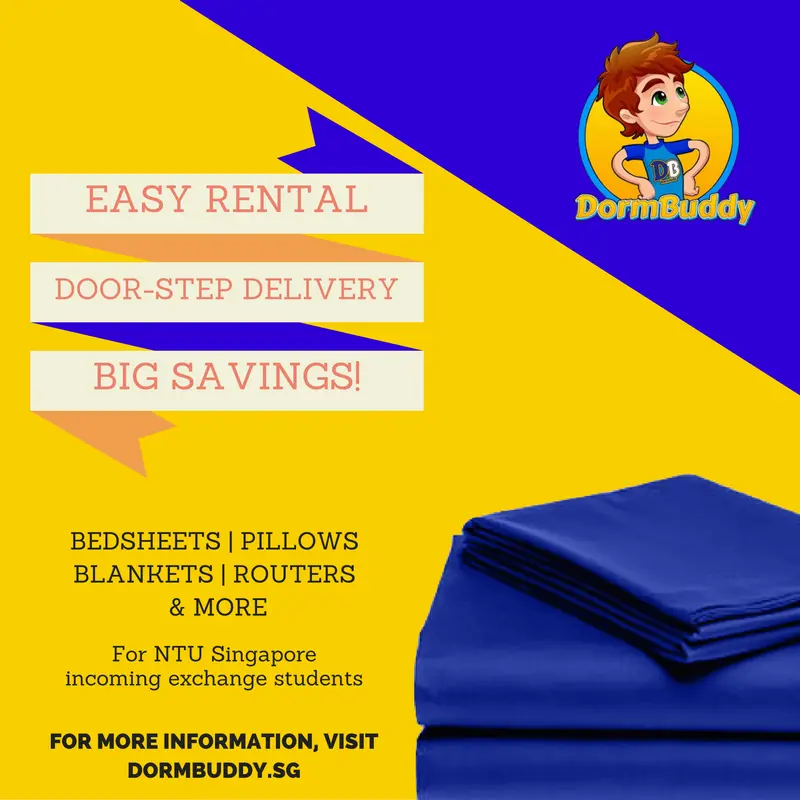 DB
DormBuddy
EASY RENTAL
DOOR-STEP DELIVERY
BIG SAVINGS!
BEDSHEETS | PILLOWS
BLANKETS | ROUTERS
& MORE
For NTU Singapore
incoming exchange students
FOR MORE INFORMATION, VISIT
DORMBUDDY.SG